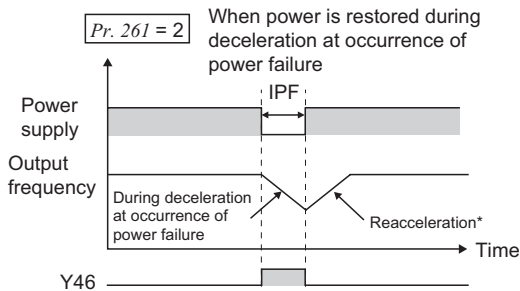 Pr. 261 = 2
When power is restored during
deceleration at occurrence of
power failure
IPF
Power
supply
Output
frequency
During deceleration
at occurrence of
power failure
Reacceleration*
Time
Y46